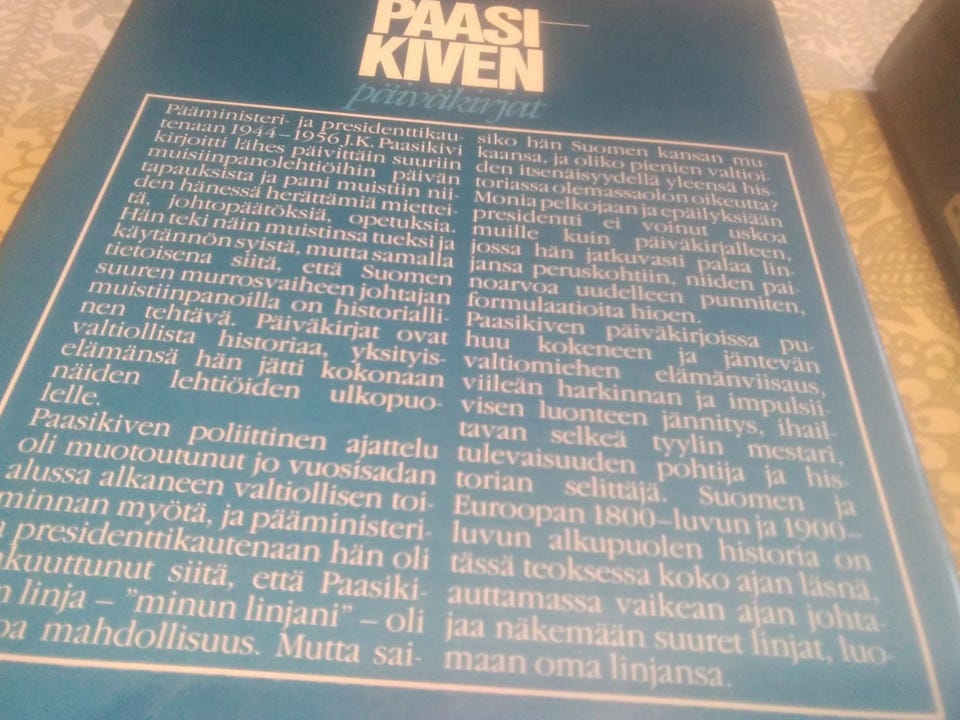 PAASI
KIVEN
päiväkirjat
Pääministeri- ja presidenttikau-
tenaan 1944–1956 J.K. Paasikivi
kirjoitti lähes päivittäin suuriin
muistiinpanolehtiöihin päivän
tapauksista ja pani muistiin nii-
den hänessä herättämiä miettei-
tä, johtopäätöksiä, opetuksia.
Hän teki näin muistinsa tueksi ja
käytännön syistä, mutta samalla
tietoisena siitä, että Suomen
suuren murrosvaiheen johtajan
muistiinpanoilla on historialli-
nen tehtävä. Päiväkirjat ovat
valtiollista historiaa, yksityis-
elämänsä hän jätti kokonaan
näiden lehtiöiden ulkopuo-
lelle.
Paasikiven poliittinen ajattelu
oli muotoutunut jo vuosisadan
alussa alkaneen valtiollisen toi-
minnan myötä, ja pääministeri-
presidenttikautenaan hän oli
akuuttunut siitä, että Paasiki-
n linja – "minun linjani" – oli
oa mahdollisuus. Mutta sai-
siko hän Suomen kansan mu-
kaansa, ja oliko pienien valtioi-
den itsenäisyydellä yleensä his-
toriassa olemassaolon oikeutta?
Monia pelkojaan ja epäilyksiään
presidentti ei voinut uskoa
muille kuin päiväkirjalleen,
jossa hän jatkuvasti palaa lin-
jansa peruskohtiin, niiden pai-
noarvoa uudelleen punniten,
formulaatioita hioen.
Paasikiven päiväkirjoissa pu-
huu kokeneen ja jäntevän
valtiomiehen elämänviisaus,
viileän harkinnan ja impulsii-
visen luonteen jännitys, ihail-
tavan selkeä tyylin mestari,
tulevaisuuden pohtija ja his-
torian selittäjä. Suomen ja
Euroopan 1800–luvun ja 1900–
luvun alkupuolen historia on
tässä teoksessa koko ajan läsnä,
auttamassa vaikean ajan johta-
jaa näkemään suuret linjat, luo-
maan oma linjansa.